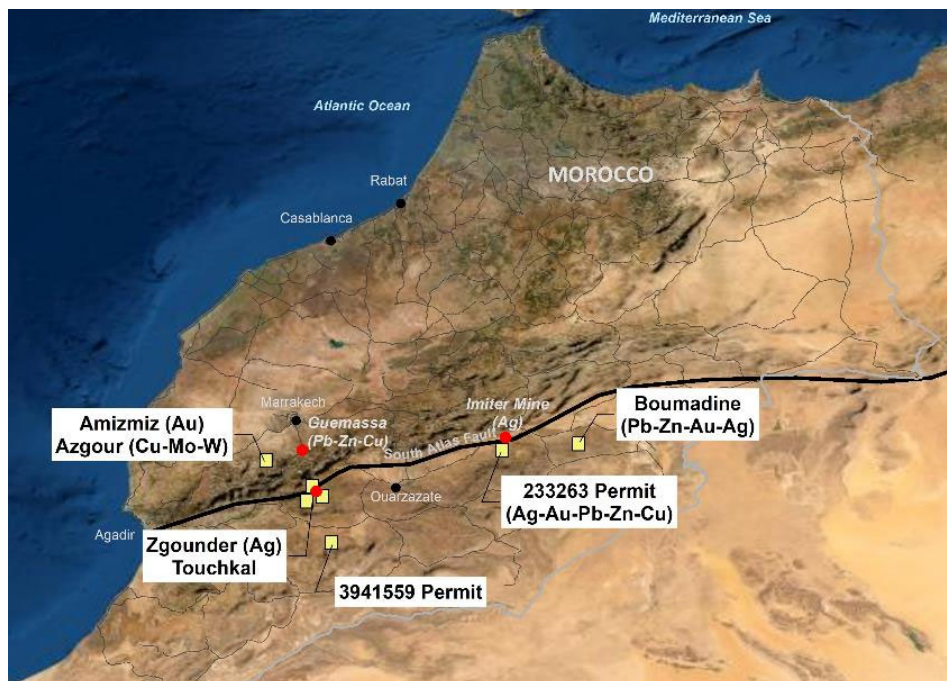 Mediterranean Sea
Atlantic Ocean
MOROCCO
Rabat
Casablanca
Marrakech
Guemassa
(Pb-Zn-Cu)
Imiter Mine
(Ag)
South Atlas Fault
Boumadine
(Pb-Zn-Au-Ag)
Amizmiz (Au)
Azgour (Cu-Mo-W)
233263 Permit
(Ag-Au-Pb-Zn-Cu)
Ouarzazate
Agadir
Zgounder (Ag)
Touchkal
3941559 Permit